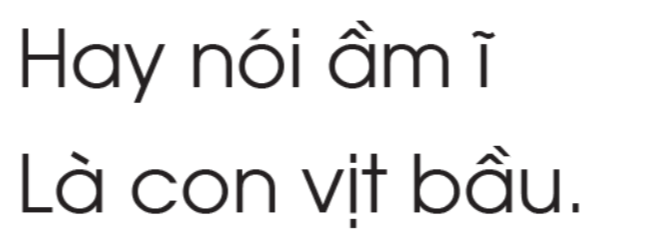 Hay nói ầm ĩ
Là con vịt bầu.